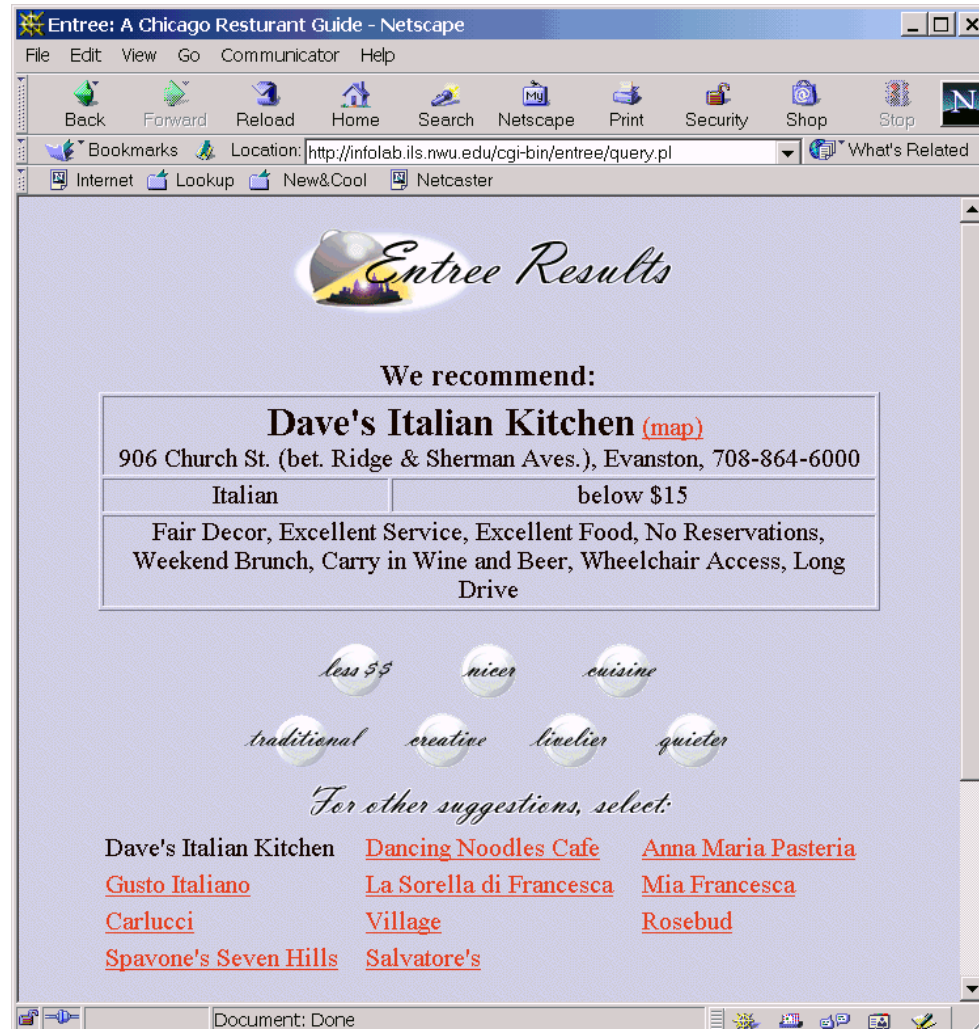 Entree: A Chicago Resturant Guide - Netscape
File Edit View Go Communicator Help
Back Forward Reload Home Search Netscape Print Security Shop Stop
My
N
Bookmarks Location: http://infolab.ils.nwu.edu/cgi-bin/entree/query.pl What's Related
Internet Lookup New&Cool Netcaster
Entree Results
We recommend:
Dave's Italian Kitchen (map)
906 Church St. (bet. Ridge & Sherman Aves.), Evanston, 708-864-6000
Italian below $15
Fair Decor, Excellent Service, Excellent Food, No Reservations,
Weekend Brunch, Carry in Wine and Beer, Wheelchair Access, Long
Drive
less $$ nicer cuisine
traditional creative livelier quieter
For other suggestions, select:
Dave's Italian Kitchen Dancing Noodles Cafe Anna Maria Pasteria
Gusto Italiano La Sorella di Francesca Mia Francesca
Carlucci Village Rosebud
Spavone's Seven Hills Salvatore's
Document: Done